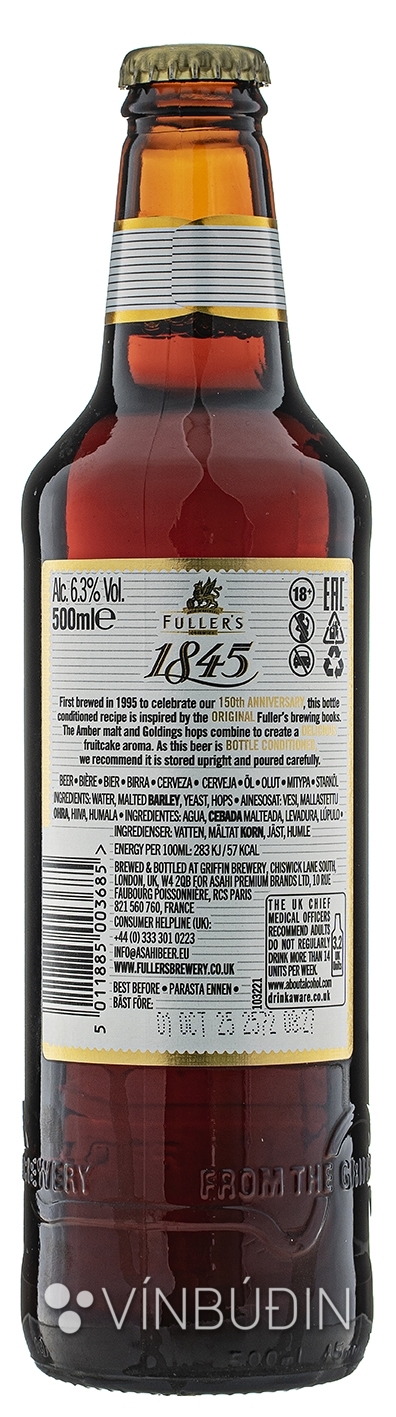 Alc. 6.3% Vol.
500ml e
FULLER'S
1845
18+
EAC
First brewed in 1995 to celebrate our 150th ANNIVERSARY, this bottle
conditioned recipe is inspired by the ORIGINAL Fuller's brewing books.
The Amber malt and Goldings hops combine to create a
fruitcake aroma. As this beer is BOTTLE CONDITIONED,
we recommend it is stored upright and poured carefully.
BEER • BIÈRE • BIER • BIRRA • CERVEZA • CERVEJA • ÖL • OLUT •
INGREDIENTS: WATER, MALTED BARLEY, YEAST, HOPS • AINESOSAT: VESI, MALLASTETTU
OHRA, HIIVA, HUMALA • INGREDIENTES: AGUA, CEBADA MALTEADA, LEVADURA, LÚPULO •
INGREDIENSER: VATTEN, MÄLTAT KORN, JÄST, HUMLE
ENERGY PER 100ML: 283 KJ / 57 KCAL
BREWED & BOTTLED AT GRIFFIN BREWERY, CHISWICK LANE SOUTH,
LONDON, UK, W4 2QB FOR ASAHI PREMIUM BRANDS LTD, 10 RUE
FAUBOURG POISSONNIÈRE, RCS PARIS
821 560 760, FRANCE
CONSUMER HELPLINE (UK):
+44 (0) 333 301 0223
INFO@ASAHIBEER.EU
WWW.FULLERSBREWERY.CO.UK
BEST BEFORE • PARASTA ENNEN •
BÄST FÖRE:
01 OCT 25 2572 08:27
5 011885 003685 >
103221
THE UK CHIEF
MEDICAL OFFICERS
RECOMMEND ADULTS
DO NOT REGULARLY
DRINK MORE THAN 14
UNITS PER WEEK.
www.aboutalcohol.com
drinkaware.co.uk
3.2
UK Units
BREWERY FROM THE
VÍNBÚÐIN
500ml